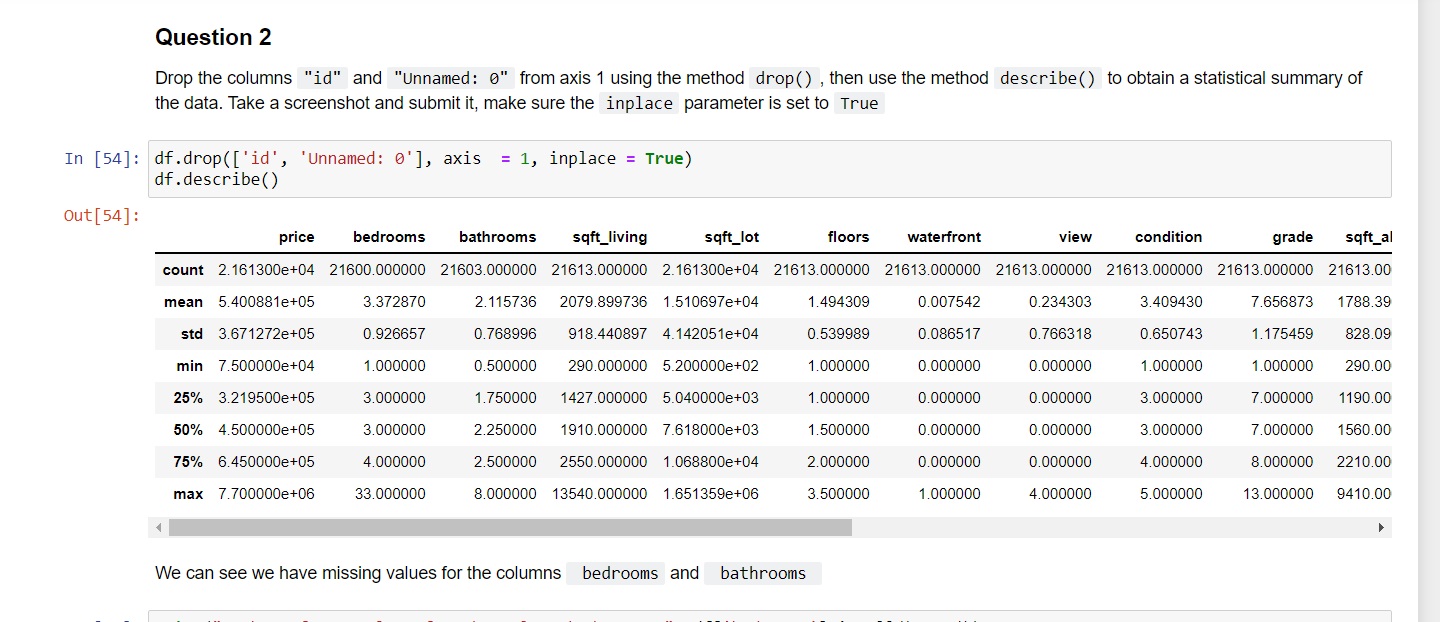 Question 2
Drop the columns "id" and "Unnamed: 0" from axis 1 using the method drop() , then use the method describe() to obtain a statistical summary of
the data. Take a screenshot and submit it, make sure the inplace parameter is set to True
In [54]: df.drop(['id', 'Unnamed: 0'], axis  = 1, inplace = True)
df.describe()
Out[54]:
price bedrooms bathrooms sqft_living sqft_lot floors waterfront view condition grade
count 2.161300e+04 21600.000000 21603.000000 21613.000000 2.161300e+04 21613.000000 21613.000000 21613.000000 21613.000000 21613.000000 21613.00
mean 5.400881e+05 3.372870 2.115736 2079.899736 1.510697e+04 1.494309 0.007542 0.234303 3.409430 7.656873 1788.39
std 3.671272e+05 0.926657 0.768996 918.440897 4.142051e+04 0.539989 0.086517 0.766318 0.650743 1.175459 828.09
min 7.500000e+04 1.000000 0.500000 290.000000 5.200000e+02 1.000000 0.000000 0.000000 1.000000 1.000000 290.00
25% 3.219500e+05 3.000000 1.750000 1427.000000 5.040000e+03 1.000000 0.000000 0.000000 3.000000 7.000000 1190.00
50% 4.500000e+05 3.000000 2.250000 1910.000000 7.618000e+03 1.500000 0.000000 0.000000 3.000000 7.000000 1560.00
75% 6.450000e+05 4.000000 2.500000 2550.000000 1.068800e+04 2.000000 0.000000 0.000000 4.000000 8.000000 2210.00
max 7.700000e+06 33.000000 8.000000 13540.000000 1.651359e+06 3.500000 1.000000 4.000000 5.000000 13.000000 9410.00
We can see we have missing values for the columns bedrooms and bathrooms